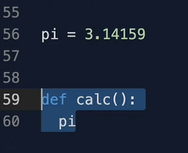 55
56 pi = 3.14159
57
58
59 def calc():
60 pi